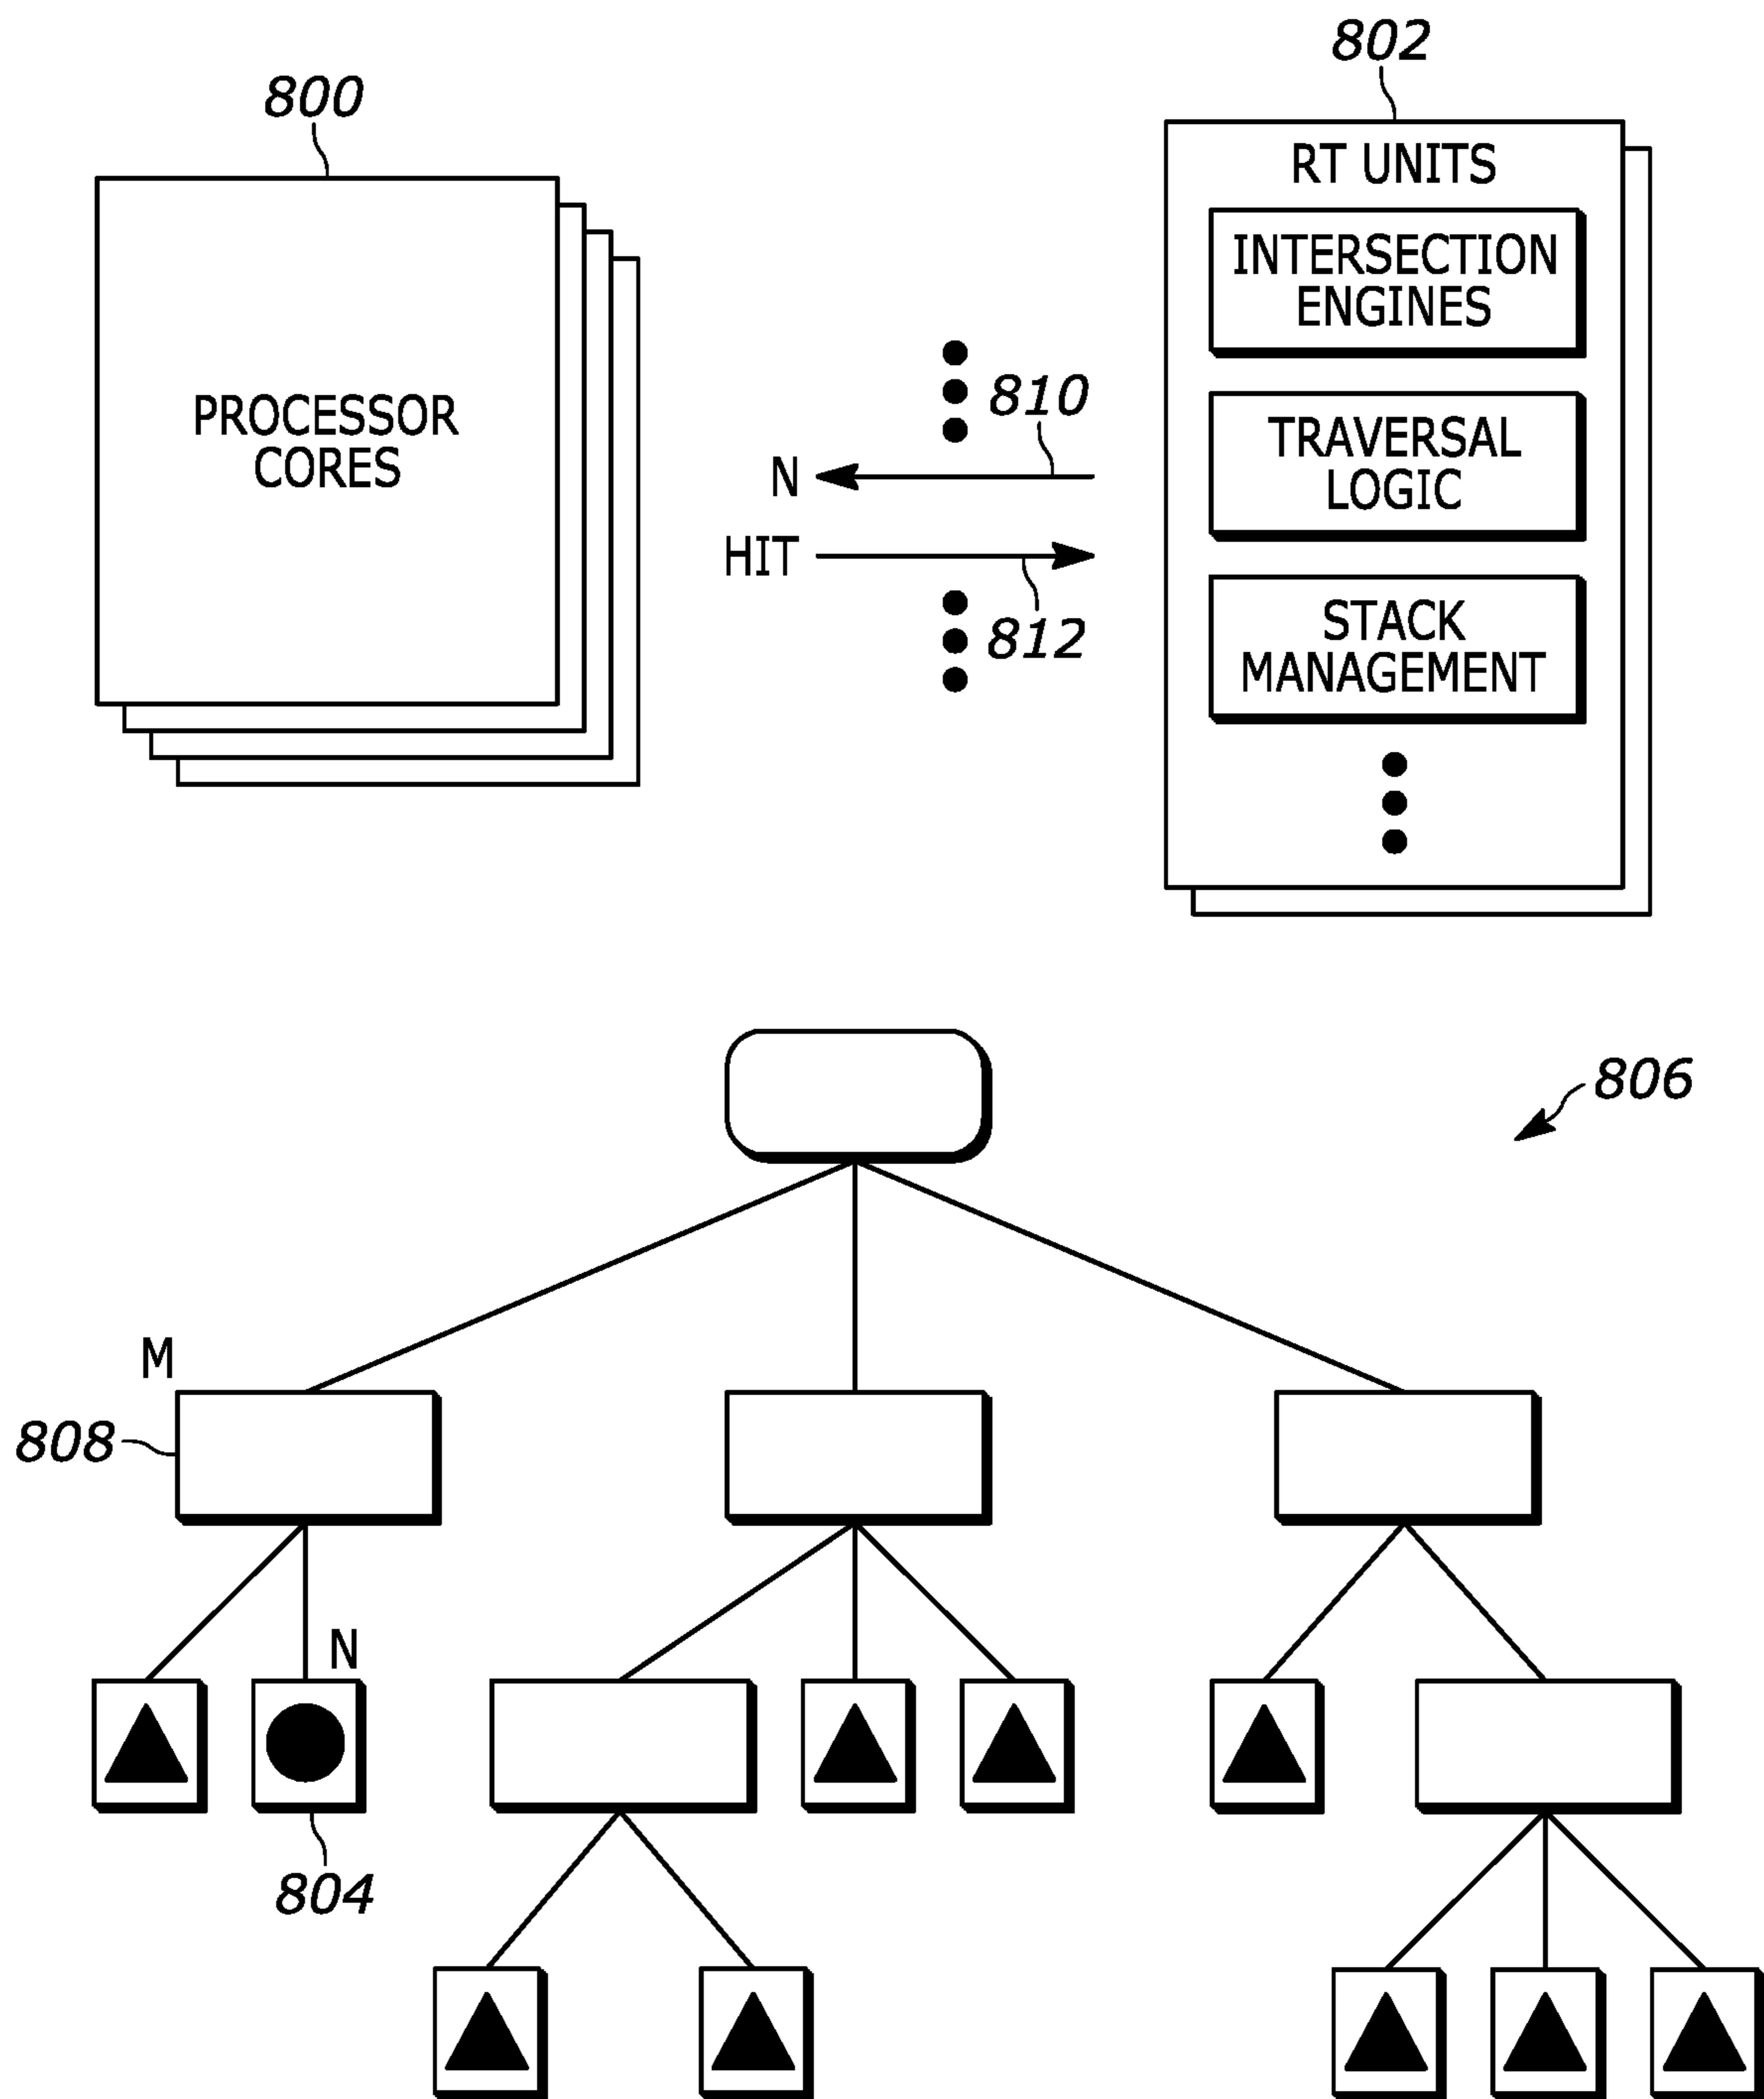 802
800
RT UNITS
INTERSECTION
ENGINES
PROCESSOR
CORES
810
TRAVERSAL
LOGIC
N
HIT
812
STACK
MANAGEMENT
806
M
808
N
804